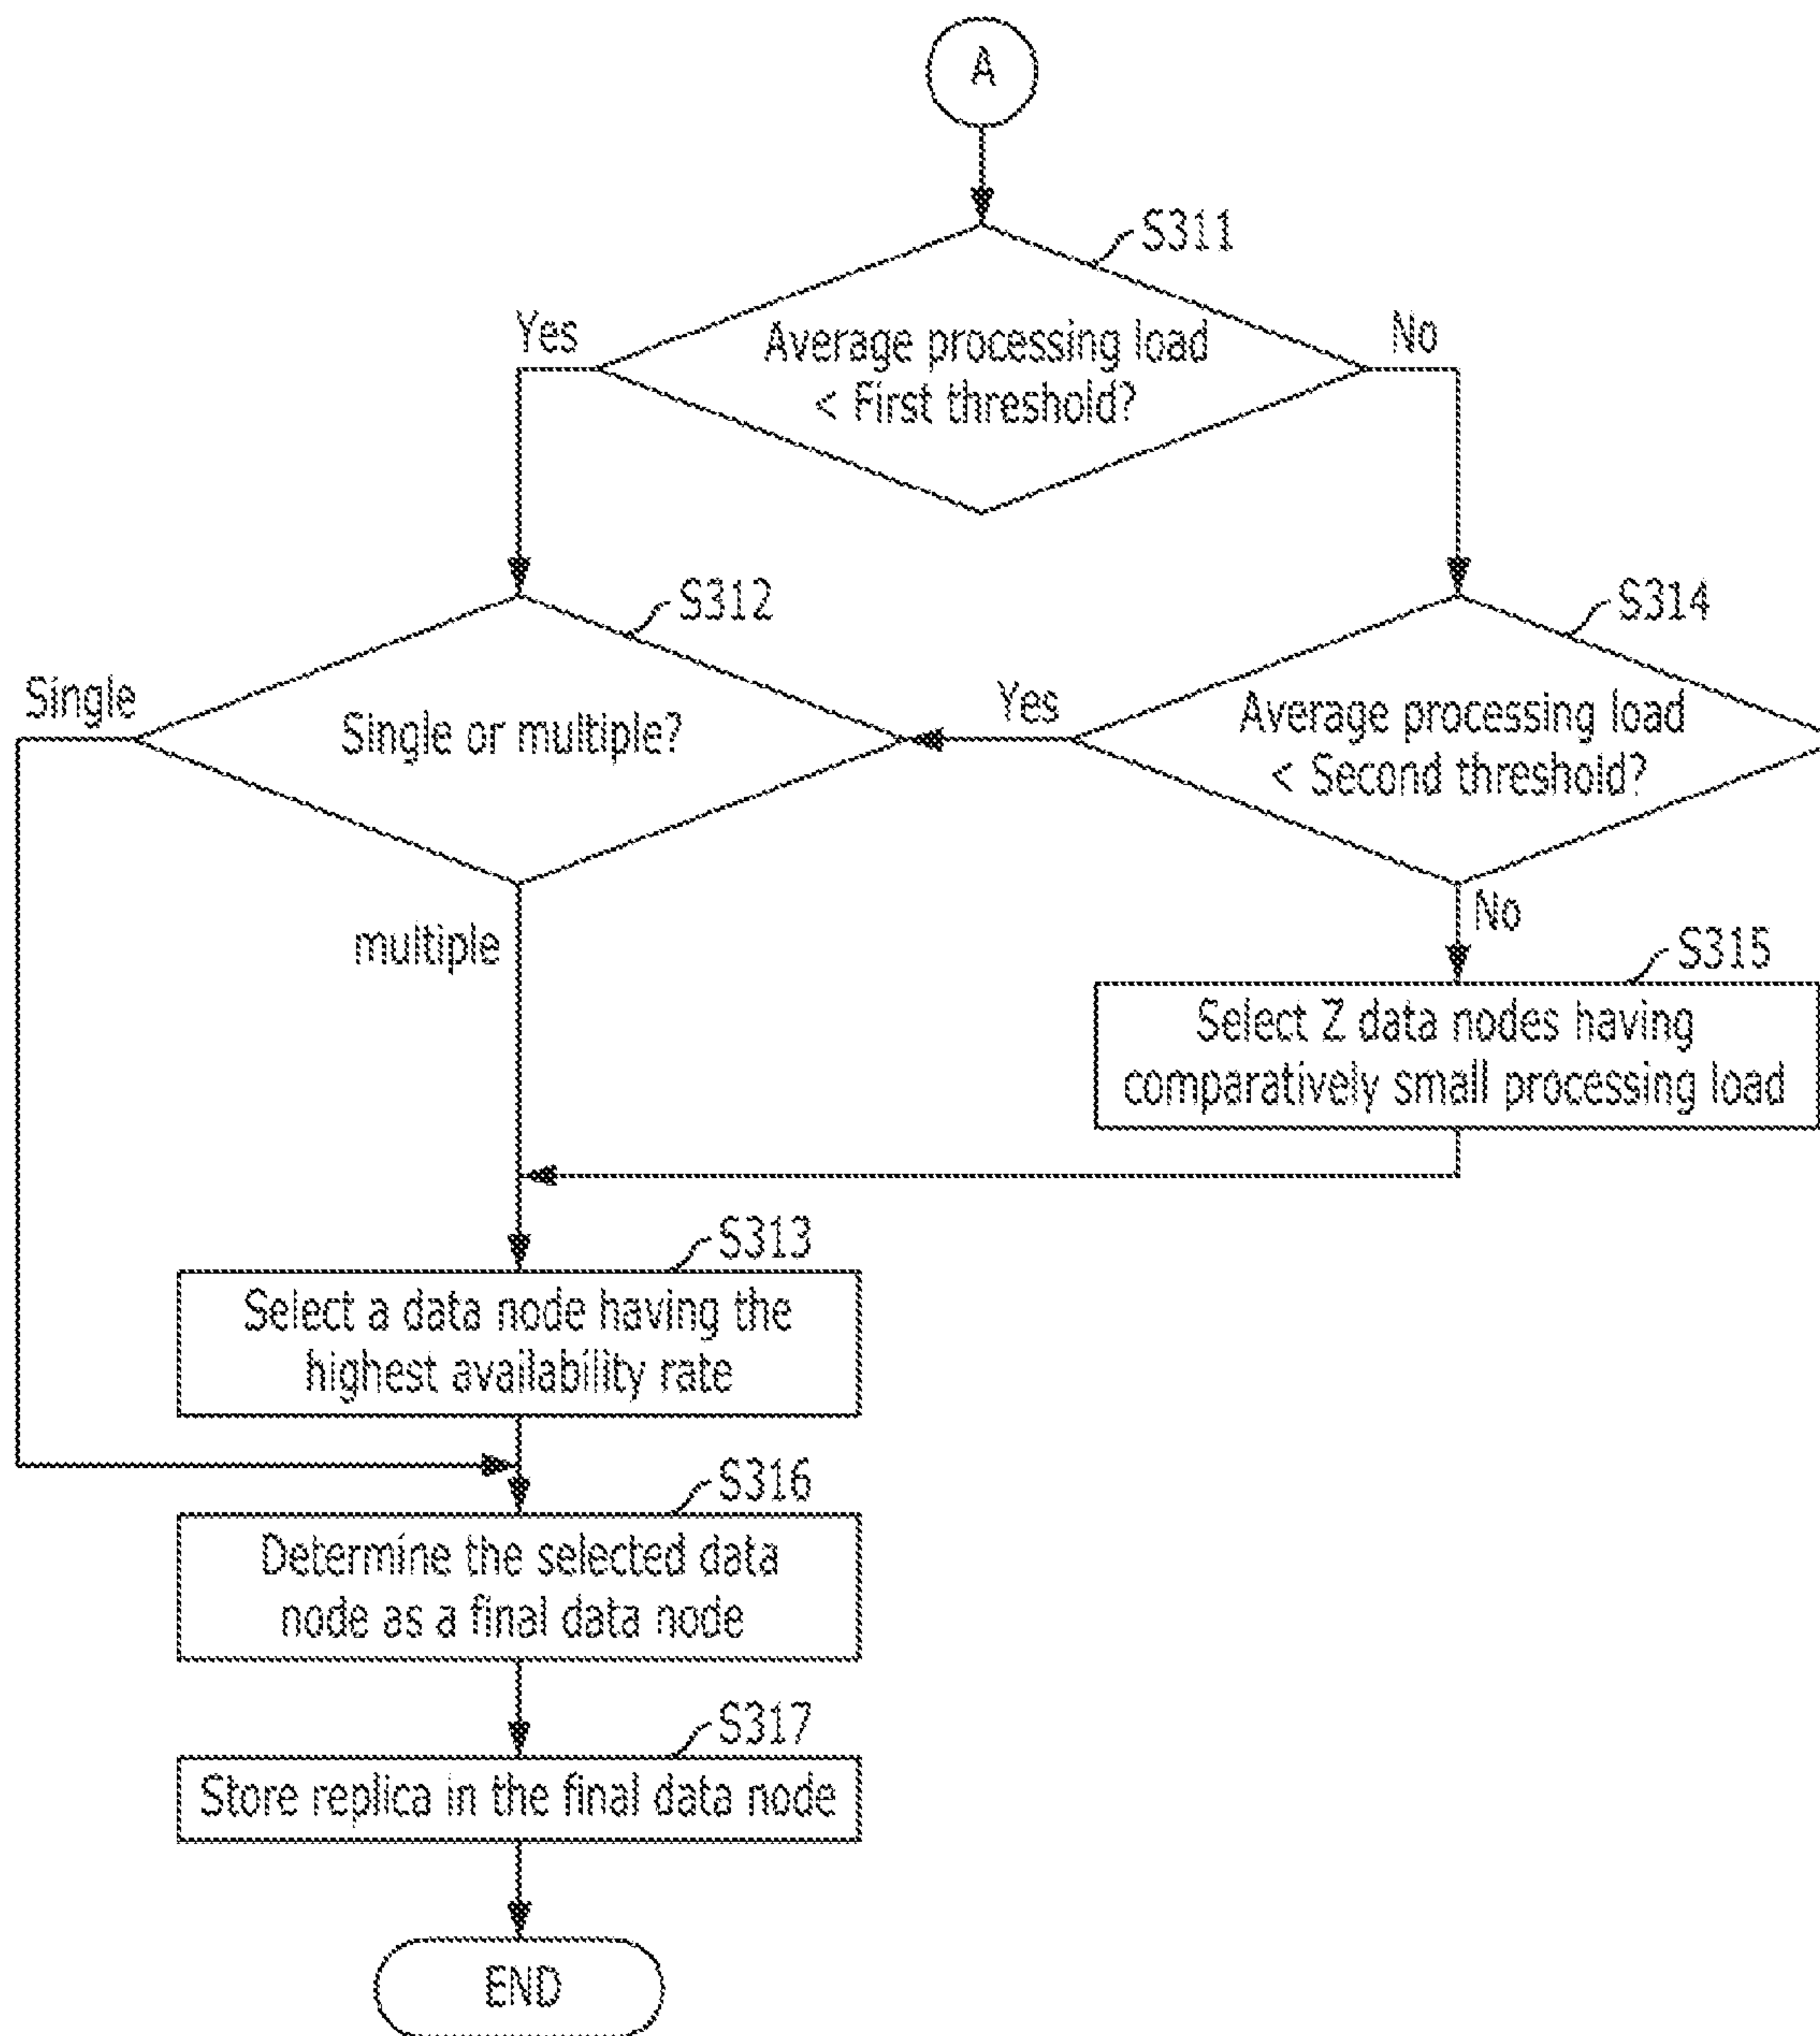 A
S311
Yes
Average processing load
< First threshold?
No
S312
S314
Single
Single or multiple?
Yes
Average processing load
< Second threshold?
multiple
No
S315
Select Z data nodes having
comparatively small processing load
S313
Select a data node having the
highest availability rate
S316
Determine the selected data
node as a final data node
S317
Store replica in the final data node
END